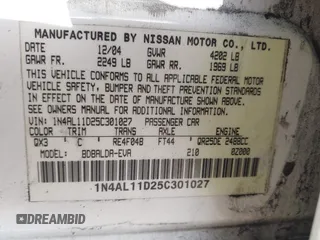 MANUFACTURED BY NISSAN MOTOR CO., LTD.
DATE 12/04 GVWR 4202 LB
GAWR FR. 2249 LB GAWR RR. 1969 LB
THIS VEHICLE CONFORMS TO ALL APPLICABLE FEDERAL MOTOR
VEHICLE SAFETY, BUMPER AND THEFT PREVENTION STANDARDS
IN EFFECT ON THE DATE OF MANUFACTURE SHOWN ABOVE.
SEE OWNERS MANUAL FOR ADDITIONAL INFORMATION
VIN: 1N4AL11D25C301027 PASSENGER CAR
COLOR TRIM TRANS AXLE ENGINE
QX3 C RE4F04B FT44 QR25DE 2488CC
MODEL: BDBALDA-EVA 210 0Z000
1N4AL11D25C301027
DREAMBID